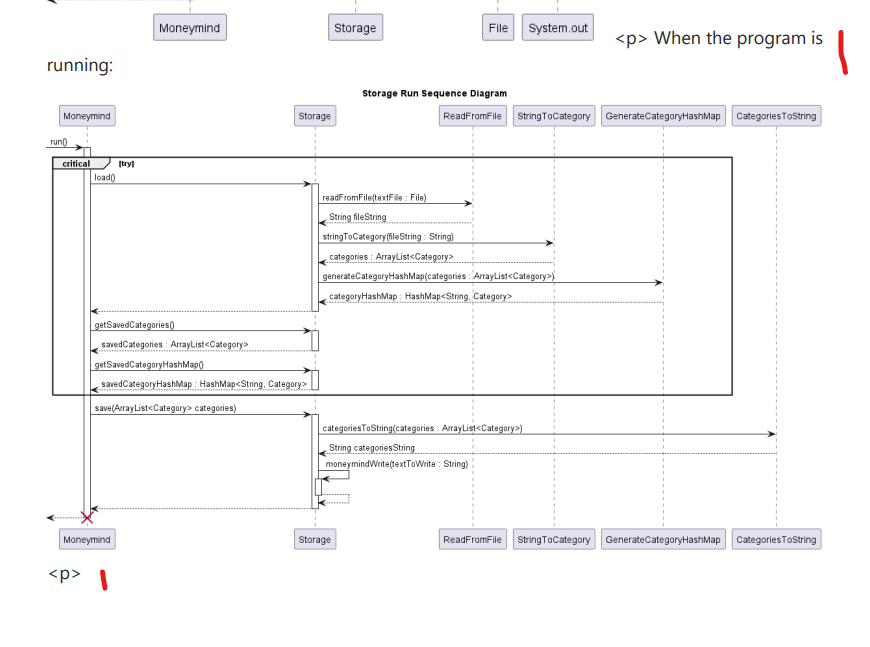 Moneymind Storage File System.out
<p> When the program is
running:
Storage Run Sequence Diagram
Moneymind Storage ReadFromFile StringToCategory GenerateCategoryHashMap CategoriesToString
run()
critical [try]
load()
readFromFile(textFile : File)
String fileString
stringToCategory(fileString : String)
categories : ArrayList<Category>
generateCategoryHashMap(categories : ArrayList<Category>)
categoryHashMap : HashMap<String, Category>
getSavedCategories()
savedCategories : ArrayList<Category>
getSavedCategoryHashMap()
savedCategoryHashMap : HashMap<String, Category>
save(ArrayList<Category> categories)
categoriesToString(categories : ArrayList<Category>)
String categoriesString
moneymindWrite(textToWrite : String)
Moneymind Storage ReadFromFile StringToCategory GenerateCategoryHashMap CategoriesToString
<p>